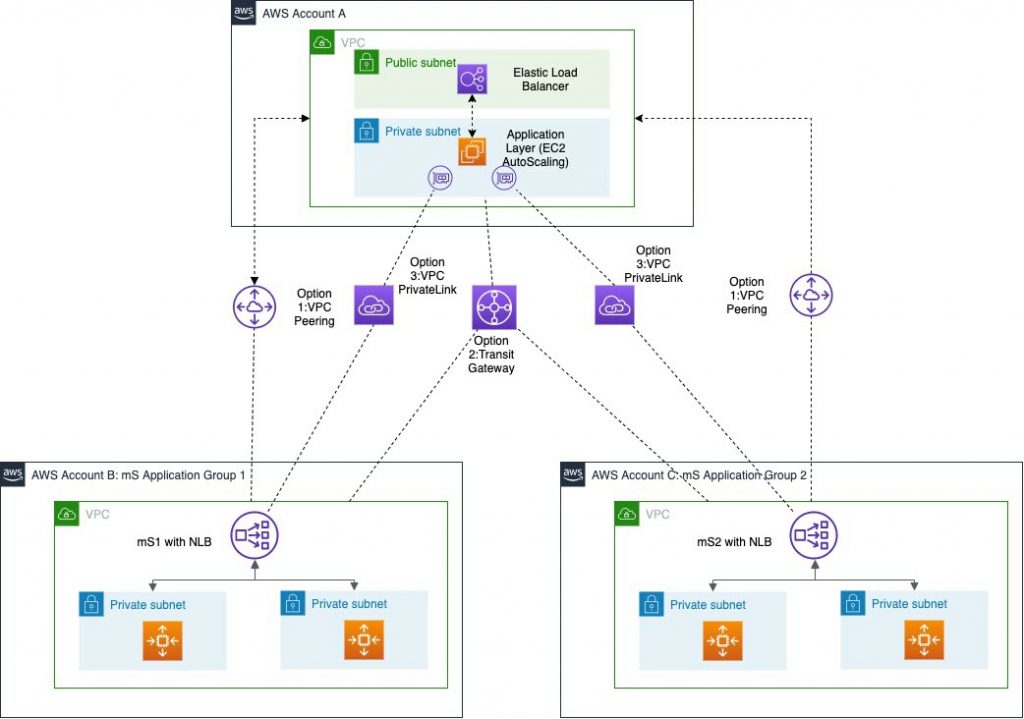 aws
AWS Account A
VPC
Public subnet
Elastic Load
Balancer
Private subnet
Application
Layer (EC2
AutoScaling)
Option
3:VPC
PrivateLink
Option
3:VPC
PrivateLink
Option
1:VPC
Peering
Option
1:VPC
Peering
Option
2:Transit
Gateway
aws
AWS Account B: mS Application Group 1
VPC
mS1 with NLB
Private subnet
Private subnet
aws
AWS Account C: mS Application Group 2
VPC
mS2 with NLB
Private subnet
Private subnet